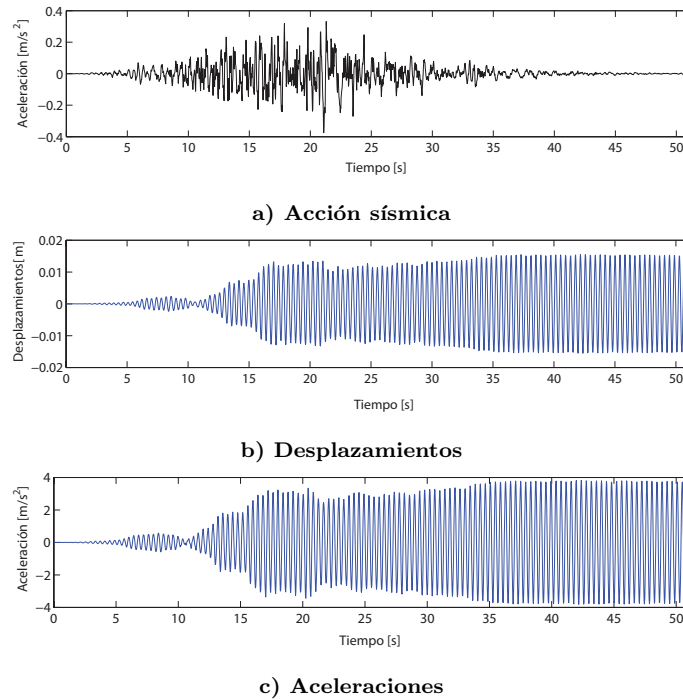 0.4
0.2
0
−0.2
−0.4
Aceleración [m/s²]
0 5 10 15 20 25 30 35 40 45 50
Tiempo [s]
a) Acción sísmica
0.02
0.01
0
−0.01
−0.02
Desplazamientos[m]
0 5 10 15 20 25 30 35 40 45 50
Tiempo [s]
b) Desplazamientos
4
2
0
−2
−4
Aceleración [m/s²]
0 5 10 15 20 25 30 35 40 45 50
Tiempo [s]
c) Aceleraciones